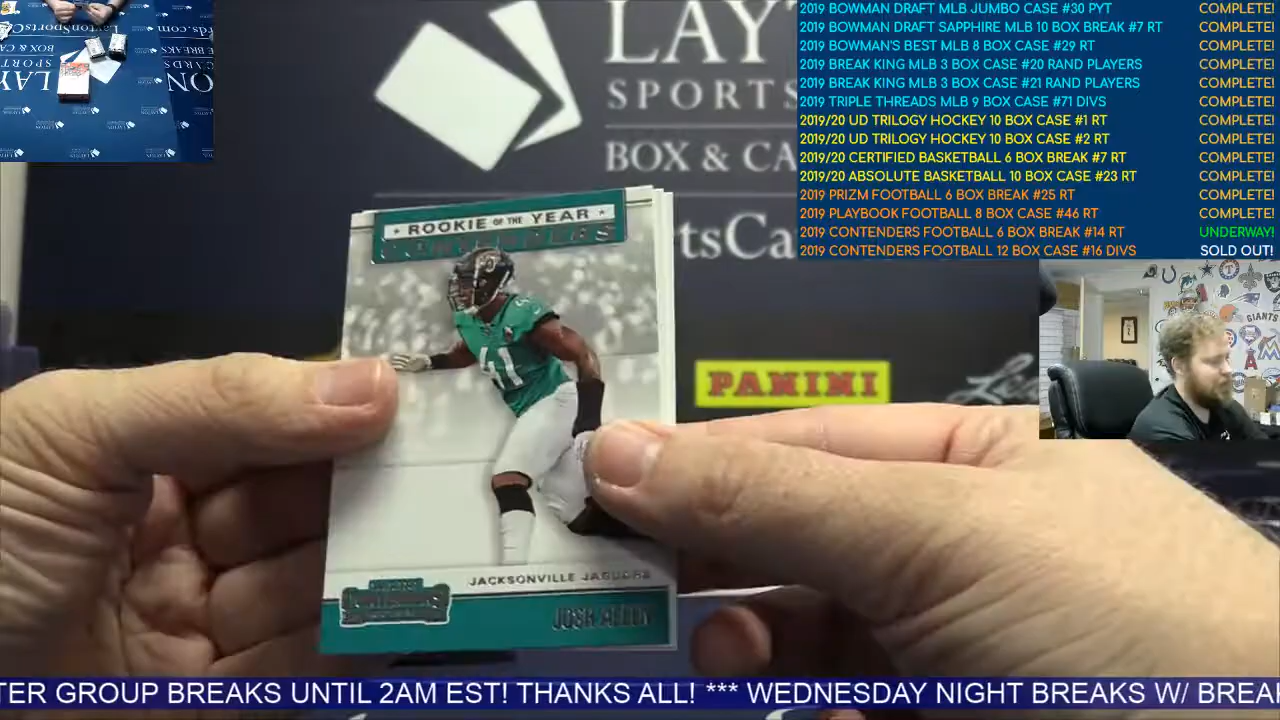 2019 BOWMAN DRAFT MLB JUMBO CASE #30 PYT COMPLETE!
2019 BOWMAN DRAFT SAPPHIRE MLB 10 BOX BREAK #7 RT COMPLETE!
2019 BOWMAN'S BEST MLB 8 BOX CASE #29 RT COMPLETE!
2019 BREAK KING MLB 3 BOX CASE #20 RAND PLAYERS COMPLETE!
2019 BREAK KING MLB 3 BOX CASE #21 RAND PLAYERS COMPLETE!
2019 TRIPLE THREADS MLB 9 BOX CASE #71 DIVS COMPLETE!
2019/20 UD TRILOGY HOCKEY 10 BOX CASE #1 RT COMPLETE!
2019/20 UD TRILOGY HOCKEY 10 BOX CASE #2 RT COMPLETE!
2019/20 CERTIFIED BASKETBALL 6 BOX BREAK #7 RT COMPLETE!
2019/20 ABSOLUTE BASKETBALL 10 BOX CASE #23 RT COMPLETE!
2019 PRIZM FOOTBALL 6 BOX BREAK #25 RT COMPLETE!
2019 PLAYBOOK FOOTBALL 8 BOX CASE #46 RT COMPLETE!
2019 CONTENDERS FOOTBALL 6 BOX BREAK #14 RT UNDERWAY!
2019 CONTENDERS FOOTBALL 12 BOX CASE #16 DIVS SOLD OUT!
LAY
SPORTS
BOX & CA
rtsCa
ROOKIE OF THE YEAR
CONTENDERS
41
JACKSONVILLE JAGUARS
CONTENDERS
JOSH ALLEN
PANINI
Leaf
GIANTS
TER GROUP BREAKS UNTIL 2AM EST! THANKS ALL! *** WEDNESDAY NIGHT BREAKS W/ BREA